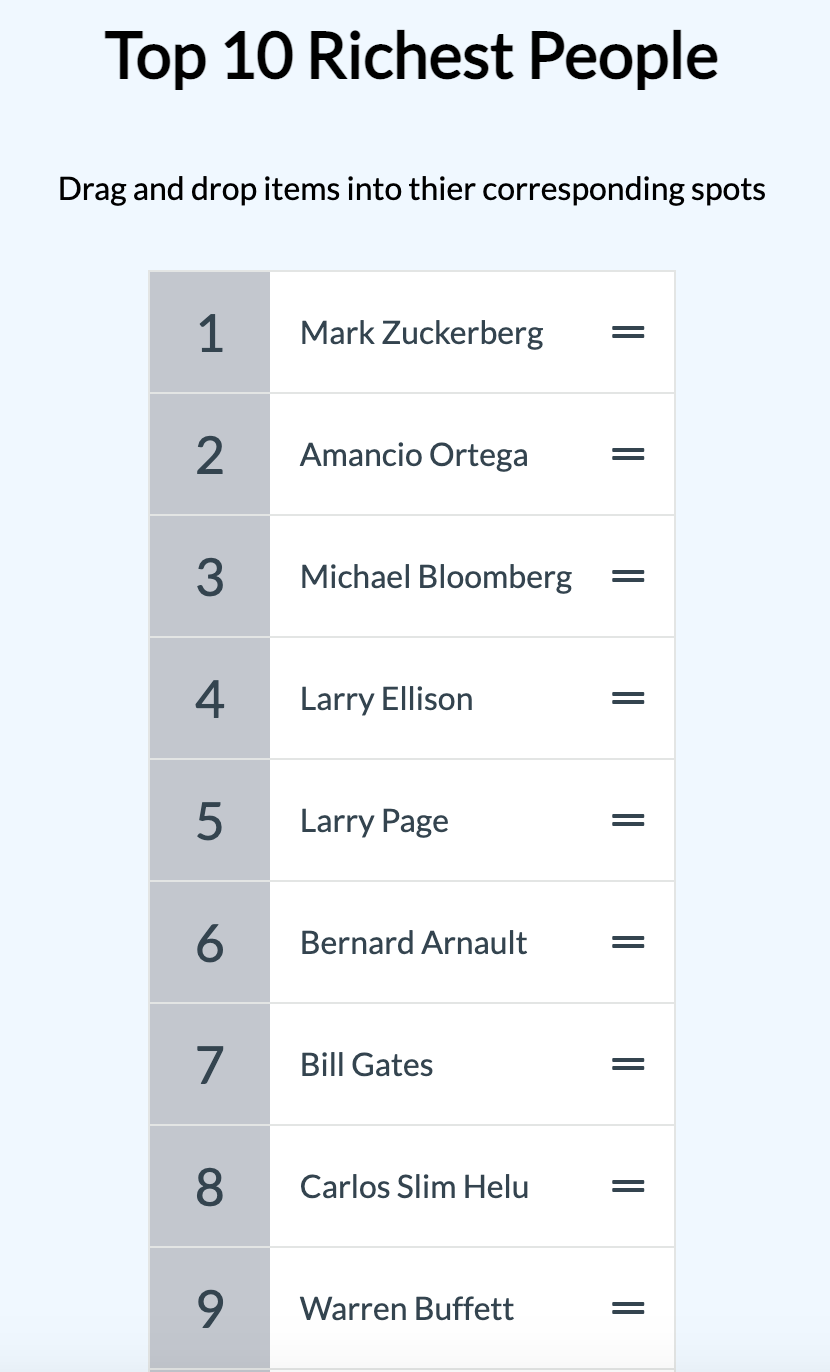 Top 10 Richest People
Drag and drop items into thier corresponding spots
1 Mark Zuckerberg
2 Amancio Ortega
3 Michael Bloomberg
4 Larry Ellison
5 Larry Page
6 Bernard Arnault
7 Bill Gates
8 Carlos Slim Helu
9 Warren Buffett